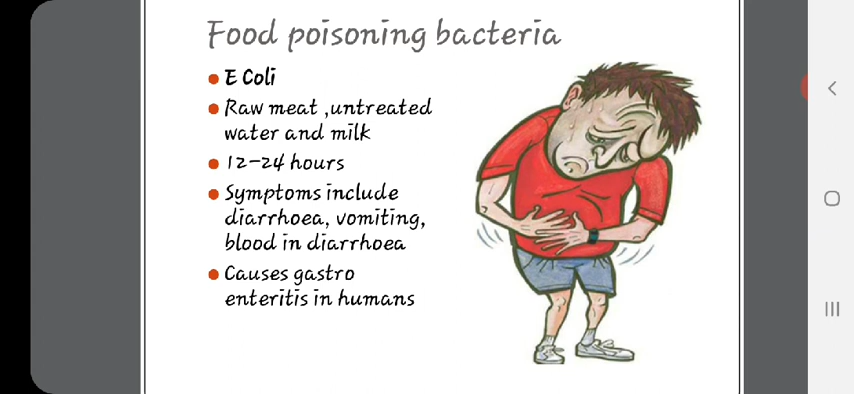 Food poisoning bacteria
E Coli
Raw meat ,untreated
water and milk
12-24 hours
Symptoms include
diarrhoea, vomiting,
blood in diarrhoea
Causes gastro
enteritis in humans